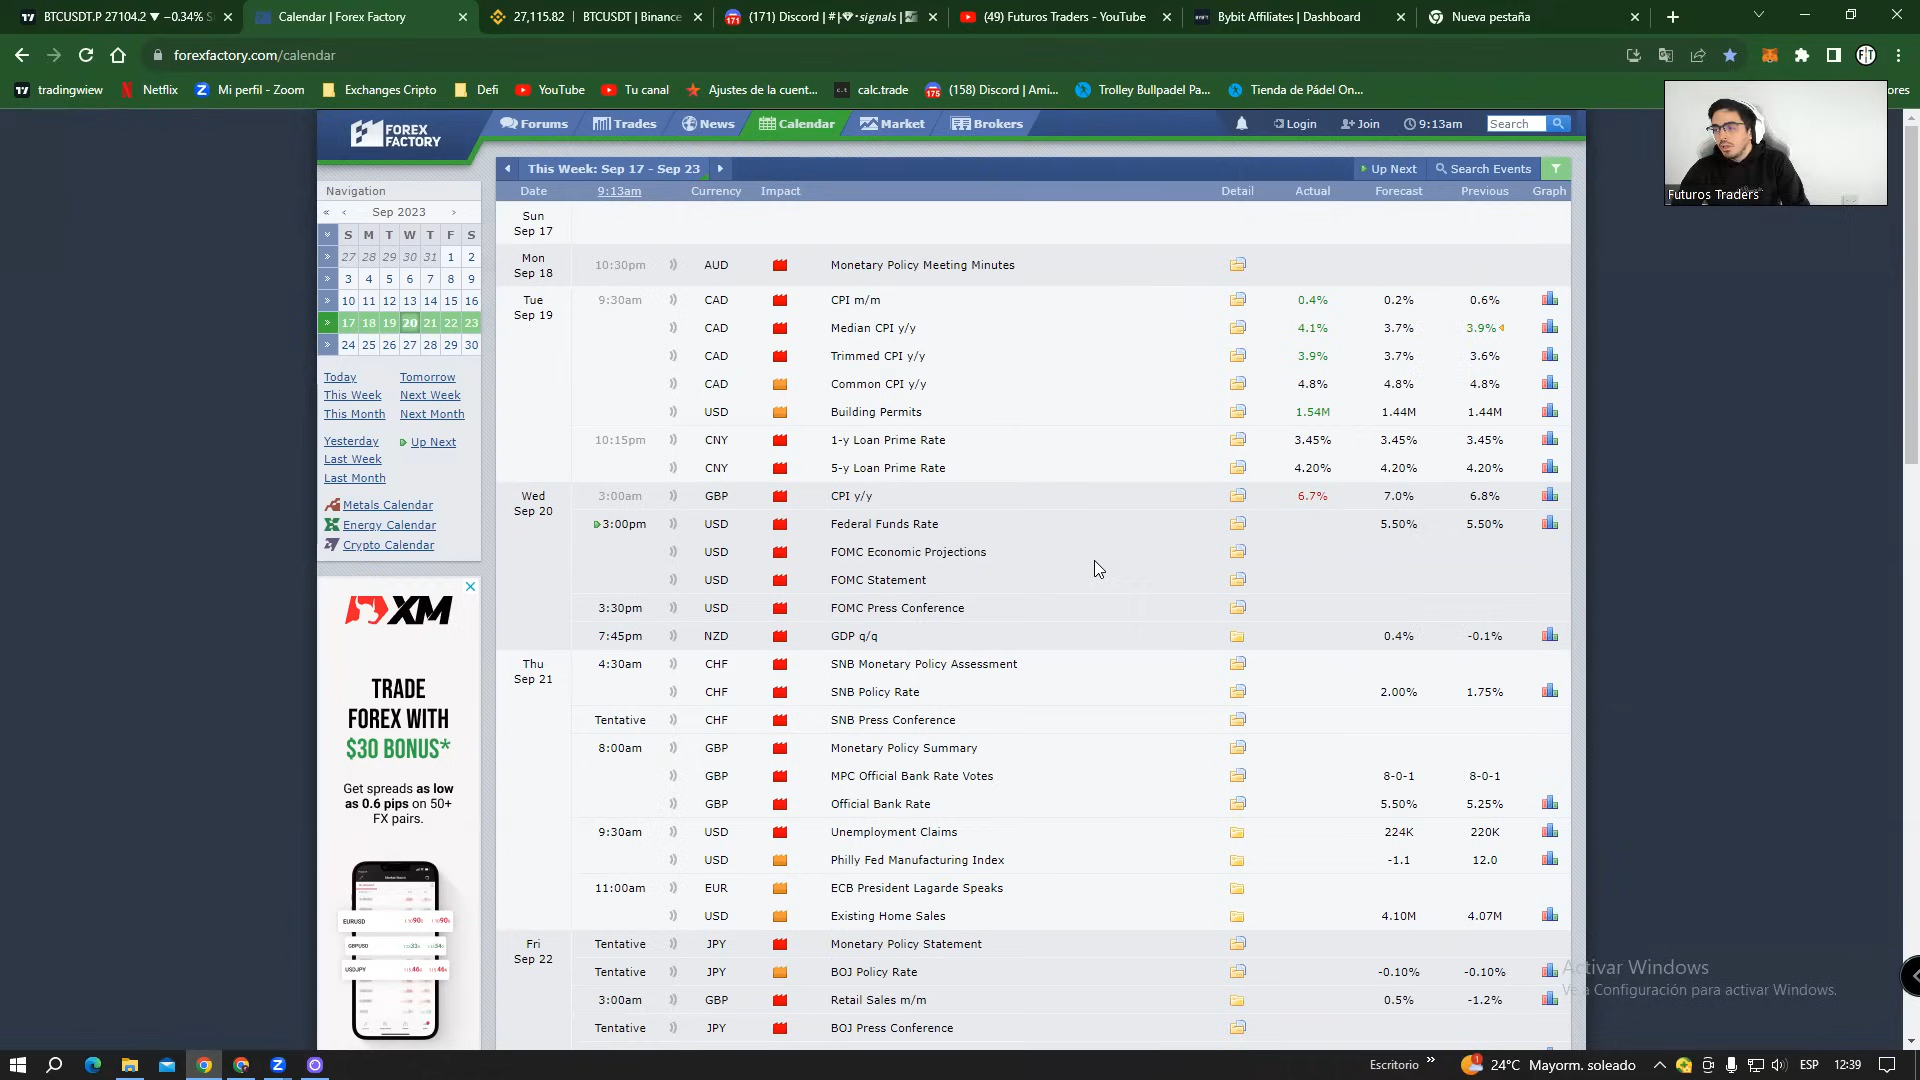 BTCUSDT.P 27104.2 ▼ −0.34% S
Calendar | Forex Factory
27,115.82 | BTCUSDT | Binance
(171) Discord | #|💎•signals|
(49) Futuros Traders - YouTube
Bybit Affiliates | Dashboard
Nueva pestaña
forexfactory.com/calendar
tradingwiew
Netflix
Mi perfil - Zoom
Exchanges Cripto
Defi
YouTube
Tu canal
Ajustes de la cuent...
calc.trade
(158) Discord | Ami...
Trolley Bullpadel Pa...
Tienda de Pádel On...
ores
Futuros Traders
FOREX
FACTORY
Forums
Trades
News
Calendar
Market
Brokers
Login
Join
9:13am
Search
Navigation
« ‹ Sep 2023 ›
S M T W T F S
27 28 29 30 31 1 2
3 4 5 6 7 8 9
10 11 12 13 14 15 16
17 18 19 20 21 22 23
24 25 26 27 28 29 30
Today Tomorrow
This Week Next Week
This Month Next Month
Yesterday Up Next
Last Week
Last Month
Metals Calendar
Energy Calendar
Crypto Calendar
XM
TRADE
FOREX WITH
$30 BONUS*
Get spreads as low
as 0.6 pips on 50+
FX pairs.
EURUSD
GBPUSD
USDJPY
This Week: Sep 17 - Sep 23
Up Next
Search Events
Date 9:13am Currency Impact Detail Actual Forecast Previous Graph
Sun
Sep 17
Mon
Sep 18
10:30pm AUD Monetary Policy Meeting Minutes
Tue
Sep 19
9:30am CAD CPI m/m 0.4% 0.2% 0.6%
CAD Median CPI y/y 4.1% 3.7% 3.9%
CAD Trimmed CPI y/y 3.9% 3.7% 3.6%
CAD Common CPI y/y 4.8% 4.8% 4.8%
USD Building Permits 1.54M 1.44M 1.44M
10:15pm CNY 1-y Loan Prime Rate 3.45% 3.45% 3.45%
CNY 5-y Loan Prime Rate 4.20% 4.20% 4.20%
Wed
Sep 20
3:00am GBP CPI y/y 6.7% 7.0% 6.8%
3:00pm USD Federal Funds Rate 5.50% 5.50%
USD FOMC Economic Projections
USD FOMC Statement
3:30pm USD FOMC Press Conference
7:45pm NZD GDP q/q 0.4% -0.1%
Thu
Sep 21
4:30am CHF SNB Monetary Policy Assessment
CHF SNB Policy Rate 2.00% 1.75%
Tentative CHF SNB Press Conference
8:00am GBP Monetary Policy Summary
GBP MPC Official Bank Rate Votes 8-0-1 8-0-1
GBP Official Bank Rate 5.50% 5.25%
9:30am USD Unemployment Claims 224K 220K
USD Philly Fed Manufacturing Index -1.1 12.0
11:00am EUR ECB President Lagarde Speaks
USD Existing Home Sales 4.10M 4.07M
Fri
Sep 22
Tentative JPY Monetary Policy Statement
Tentative JPY BOJ Policy Rate -0.10% -0.10%
3:00am GBP Retail Sales m/m 0.5% -1.2%
Tentative JPY BOJ Press Conference
Activar Windows
Ve a Configuración para activar Windows.
Escritorio
24°C Mayorm. soleado
ESP
12:39